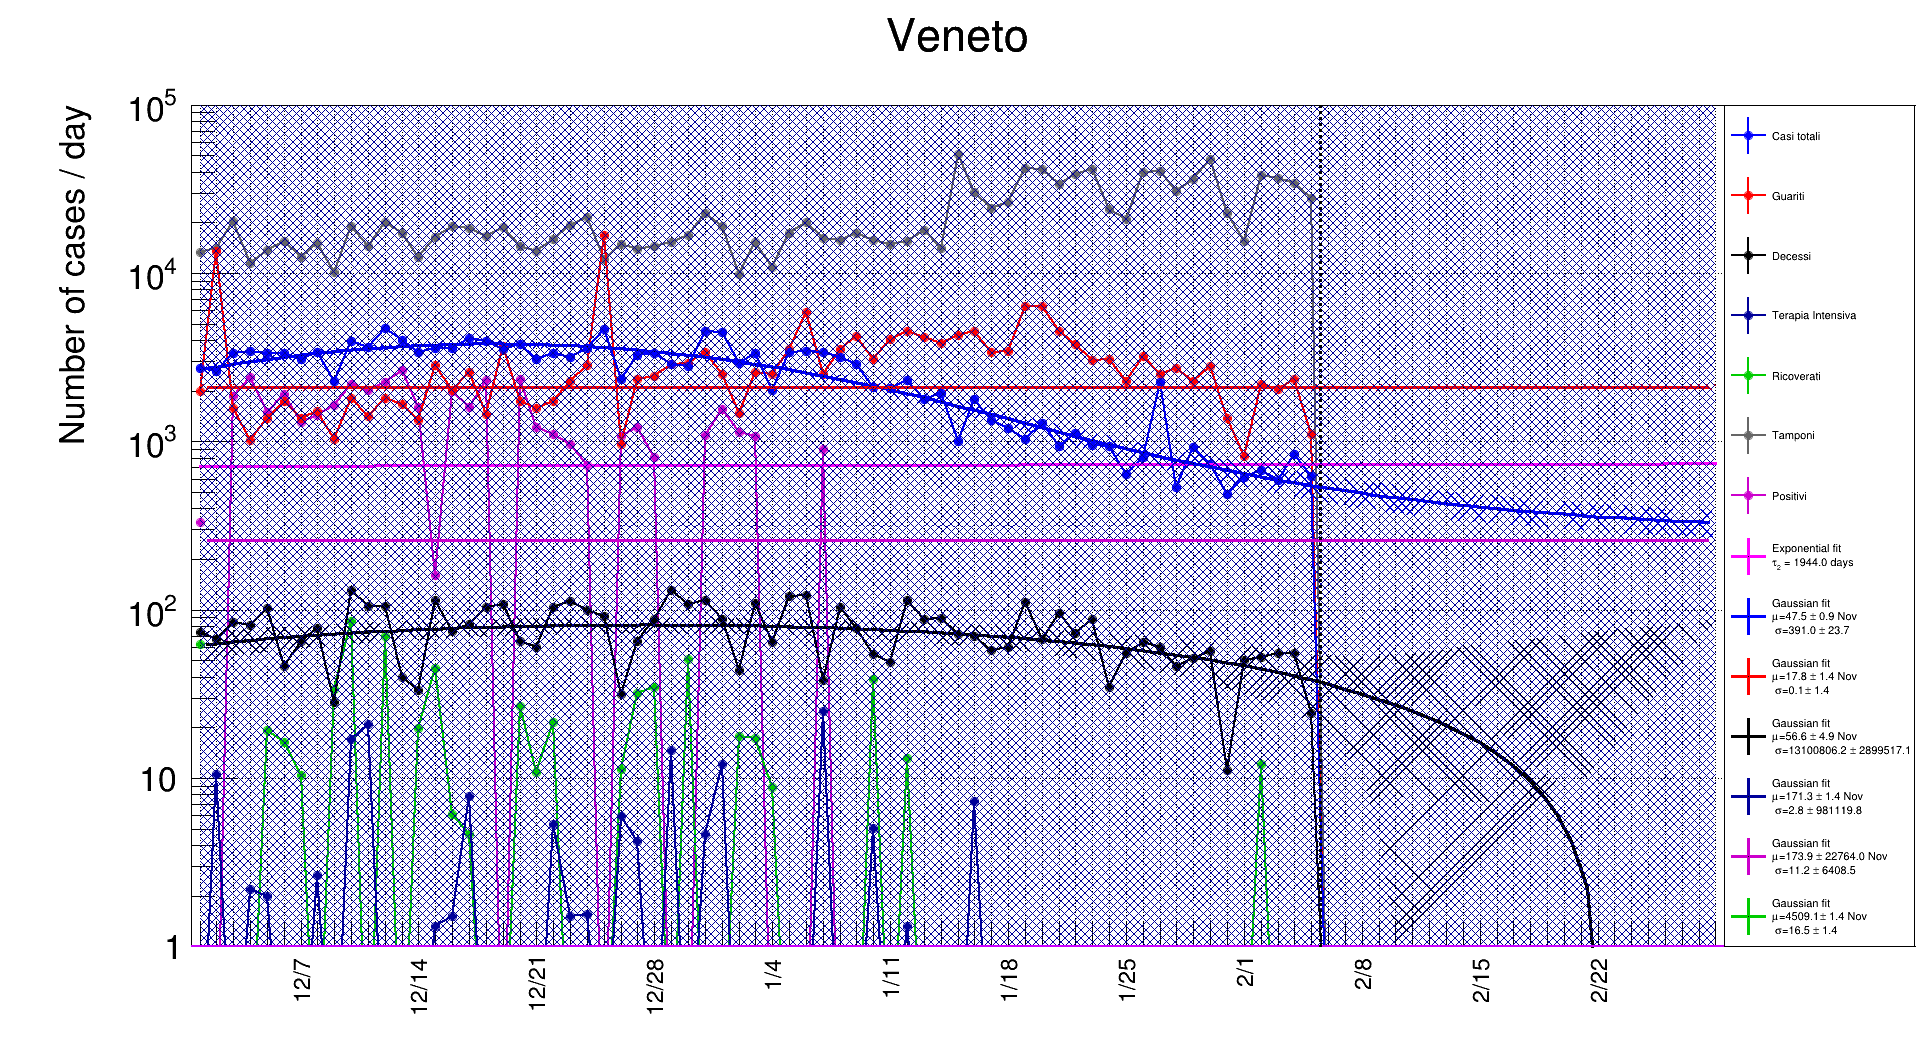 Veneto
Number of cases / day
10^5
10^4
10^3
10^2
10
1
12/7
12/14
12/21
12/28
1/4
1/11
1/18
1/25
2/1
2/8
2/15
2/22
Casi totali
Guariti
Decessi
Terapia Intensiva
Ricoverati
Tamponi
Positivi
Exponential fit
τ₂ = 1944.0 days
Gaussian fit
μ=47.5 ± 0.9 Nov
σ=391.0 ± 23.7
Gaussian fit
μ=17.8 ± 1.4 Nov
σ=0.1 ± 1.4
Gaussian fit
μ=56.6 ± 4.9 Nov
σ=13100806.2 ± 2899517.1
Gaussian fit
μ=171.3 ± 1.4 Nov
σ=2.8 ± 981119.8
Gaussian fit
μ=173.9 ± 22764.0 Nov
σ=11.2 ± 6408.5
Gaussian fit
μ=4509.1 ± 1.4 Nov
σ=16.5 ± 1.4